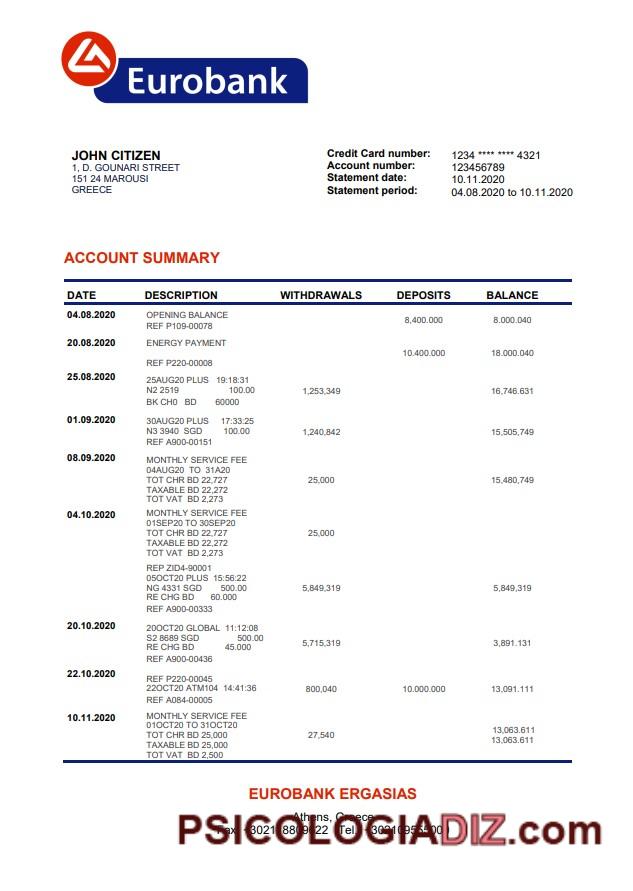 Eurobank
JOHN CITIZEN
1, D. GOUNARI STREET
151 24 MAROUSI
GREECE
Credit Card number: 1234 **** **** 4321
Account number: 123456789
Statement date: 10.11.2020
Statement period: 04.08.2020 to 10.11.2020
ACCOUNT SUMMARY
DATE DESCRIPTION WITHDRAWALS DEPOSITS BALANCE
04.08.2020 OPENING BALANCE
REF P109-00078 8,400.000 8.000.040
20.08.2020 ENERGY PAYMENT
10.400.000 18.000.040
REF P220-00008
25.08.2020 25AUG20 PLUS 19:18:31
N2 2519 100.00 1,253,349 16,746.631
BK CH0 BD 60000
01.09.2020 30AUG20 PLUS 17:33:25
N3 3940 SGD 100.00 1,240,842 15,505,749
REF A900-00151
08.09.2020 MONTHLY SERVICE FEE
04AUG20 TO 31A20
TOT CHR BD 22,727 25,000 15,480,749
TAXABLE BD 22,272
TOT VAT BD 2,273
04.10.2020 MONTHLY SERVICE FEE
01SEP20 TO 30SEP20
TOT CHR BD 22,727 25,000
TAXABLE BD 22,272
TOT VAT BD 2,273
REP ZID4-90001
05OCT20 PLUS 15:56:22
NG 4331 SGD 500.00 5,849,319 5,849,319
RE CHG BD 60.000
REF A900-00333
20.10.2020 20OCT20 GLOBAL 11:12:08
S2 8689 SGD 500.00
RE CHG BD 45.000 5,715,319 3,891.131
REF A900-00436
22.10.2020 REF P220-00045
22OCT20 ATM104 14:41:36 800,040 10.000.000 13,091.111
REF A084-00005
10.11.2020 MONTHLY SERVICE FEE
01OCT20 TO 31OCT20 13,063.611
TOT CHR BD 25,000 27,540 13,063.611
TAXABLE BD 25,000
TOT VAT BD 2,500
EUROBANK ERGASIAS
Athens, Greece
Fax: Tel.
PSICOLOGIADIZ.com